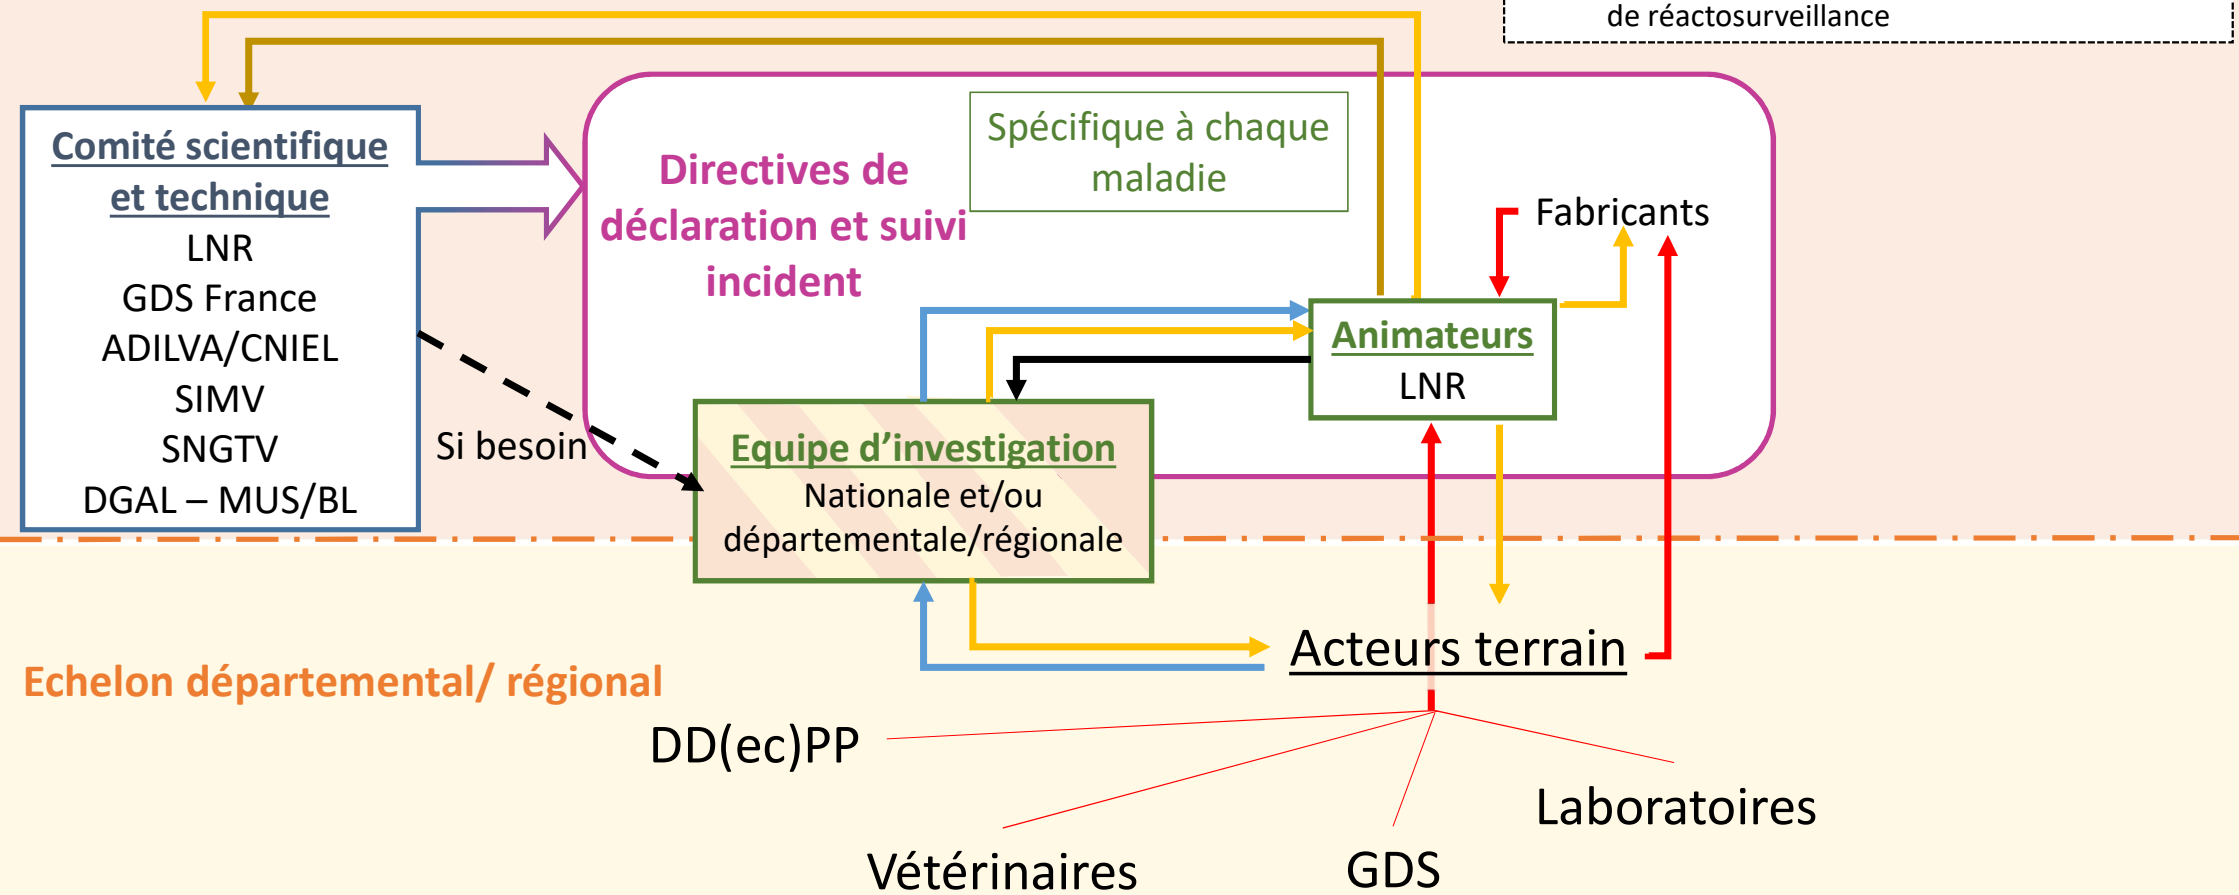 de réactosurveillance
Comité scientifique
et technique
LNR
GDS France
ADILVA/CNIEL
SIMV
SNGTV
DGAL – MUS/BL
Directives de
déclaration et suivi
incident
Spécifique à chaque
maladie
Fabricants
Animateurs
LNR
Si besoin
Equipe d’investigation
Nationale et/ou
départementale/régionale
Acteurs terrain
Echelon départemental/ régional
DD(ec)PP
Laboratoires
Vétérinaires
GDS